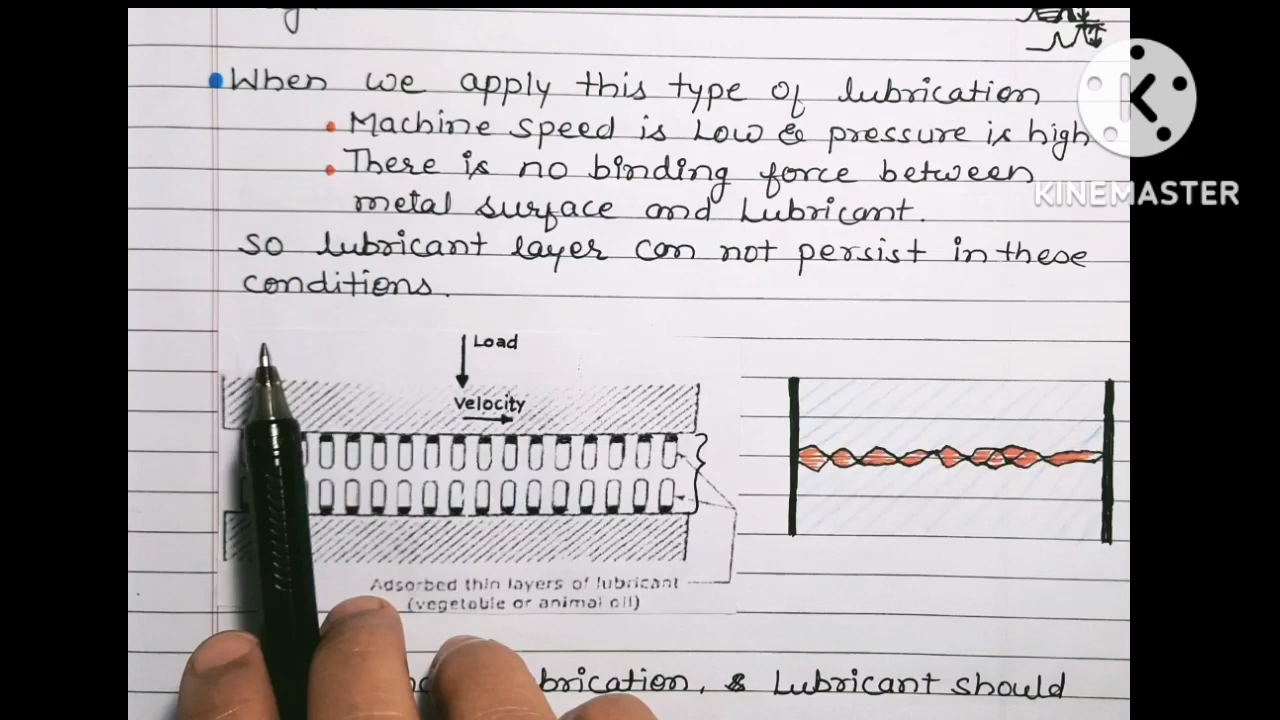 When we apply this type of lubrication
Machine speed is Low & pressure is high
There is no binding force between
metal surface and Lubricant.
so lubricant layer can not persist in these
conditions.
KINEMASTER
Load
Velocity
Adsorbed thin layers of lubricant
(vegetable or animal oil)
Lubricant should